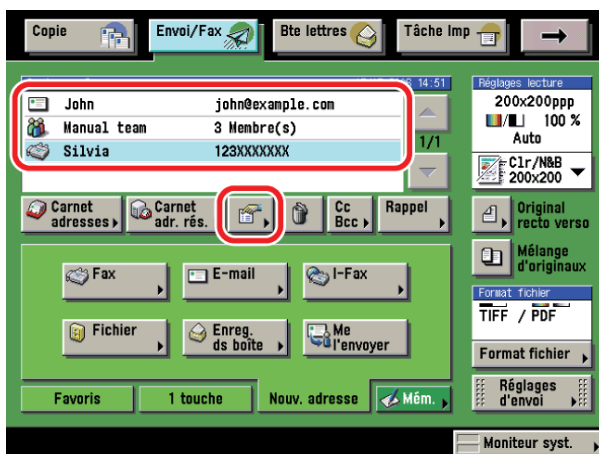 Copie
Envoi/Fax
Bte lettres
Tâche Imp
14:51
John john@example.com
Manual team 3 Membre(s)
Silvia 123XXXXXXX
1/1
Carnet
adresses
Carnet
adr. rés.
Cc
Bcc
Rappel
Fax
E-mail
I-Fax
Fichier
Enreg.
ds boîte
Me
l'envoyer
Favoris
1 touche
Nouv. adresse
Mém.
Réglages lecture
200x200ppp
100 %
Auto
Clr/N&B
200x200
Original
recto verso
Mélange
d'originaux
Format fichier
TIFF / PDF
Format fichier
Réglages
d'envoi
Moniteur syst.